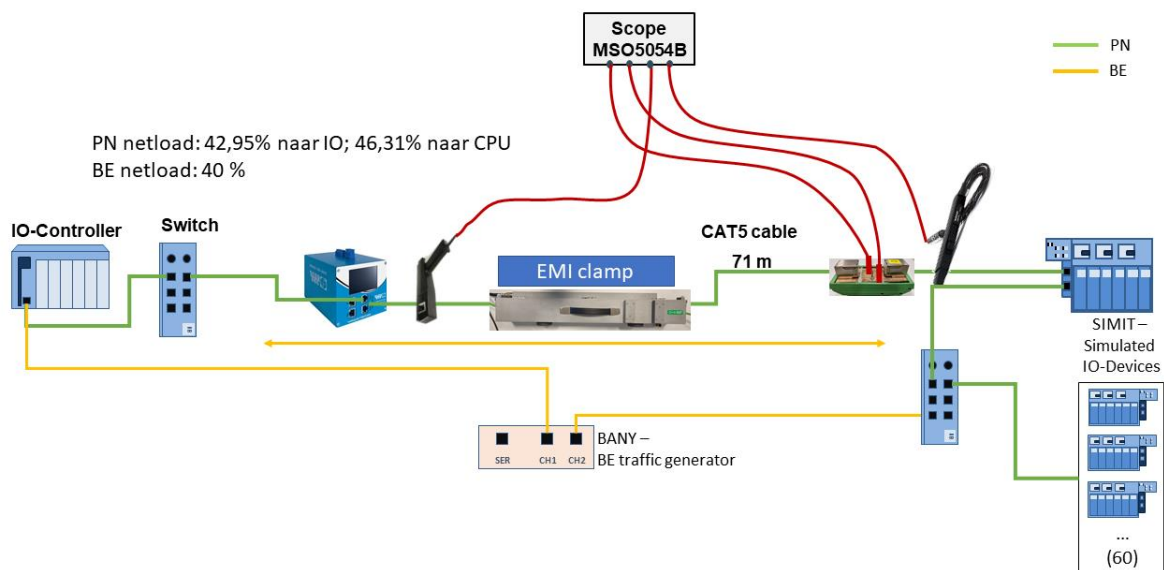 Scope
MSO5054B
PN
BE
PN netload: 42,95% naar IO; 46,31% naar CPU
BE netload: 40 %
IO-Controller
Switch
EMI clamp
CAT5 cable
71 m
SIMIT –
Simulated
IO-Devices
BANY –
BE traffic generator
SER
CH1
CH2
...
(60)